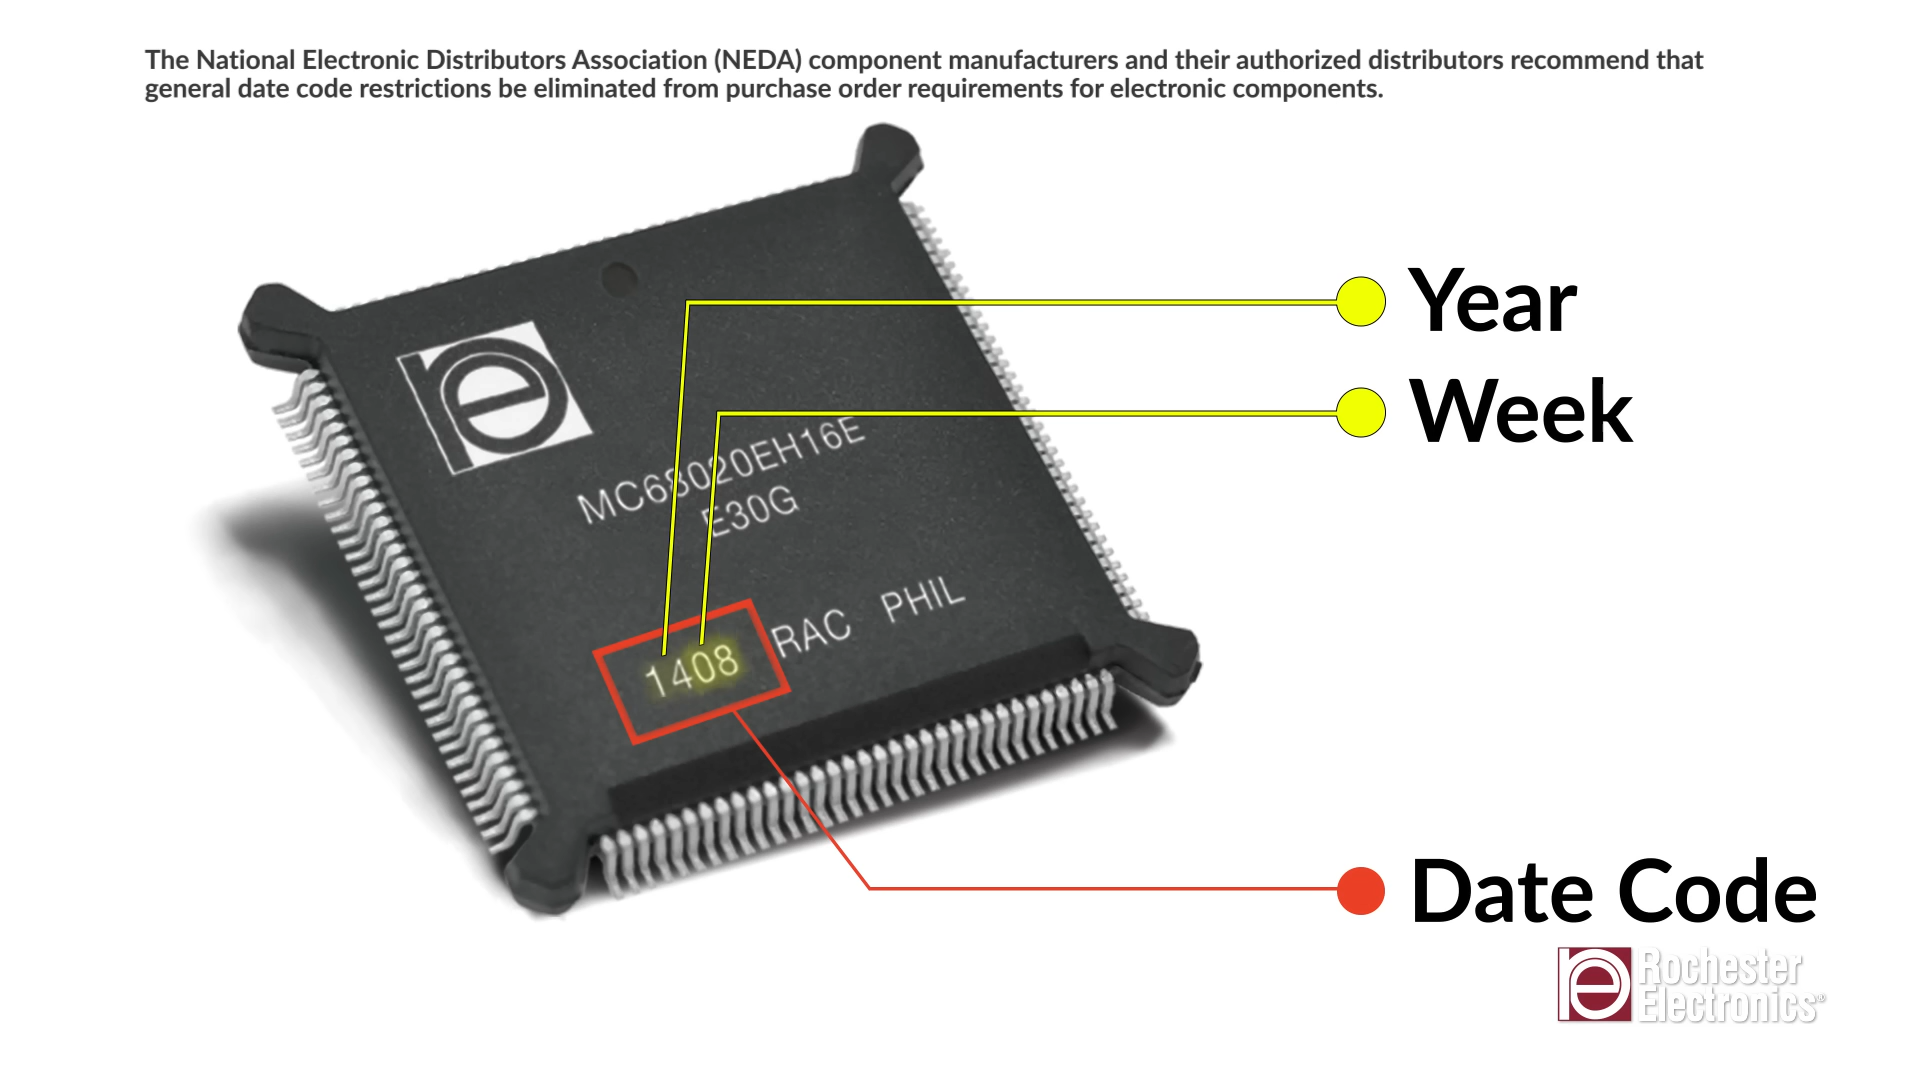 The National Electronic Distributors Association (NEDA) component manufacturers and their authorized distributors recommend that
general date code restrictions be eliminated from purchase order requirements for electronic components.
Year
Week
MC68020EH16E
E30G
1408 RAC PHIL
Date Code
Rochester
Electronics®